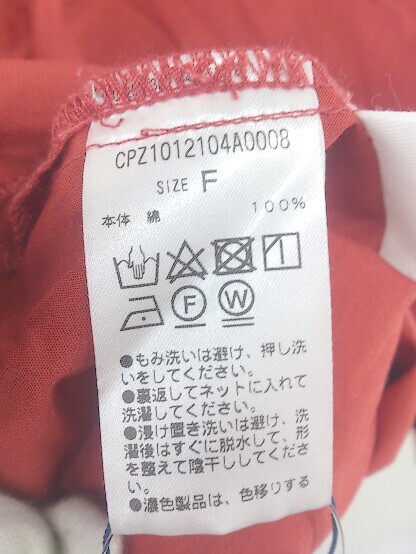 CPZ1012104A0008
SIZE F
本体 綿 100%
F W
●もみ洗いは避け、押し洗
いをしてください。
●裏返してネットに入れて
洗濯してください。
●浸け置き洗いは避け、洗
濯後はすぐに脱水して、形
を整えて陰干ししてくださ
い。
●濃色製品は、色移りする